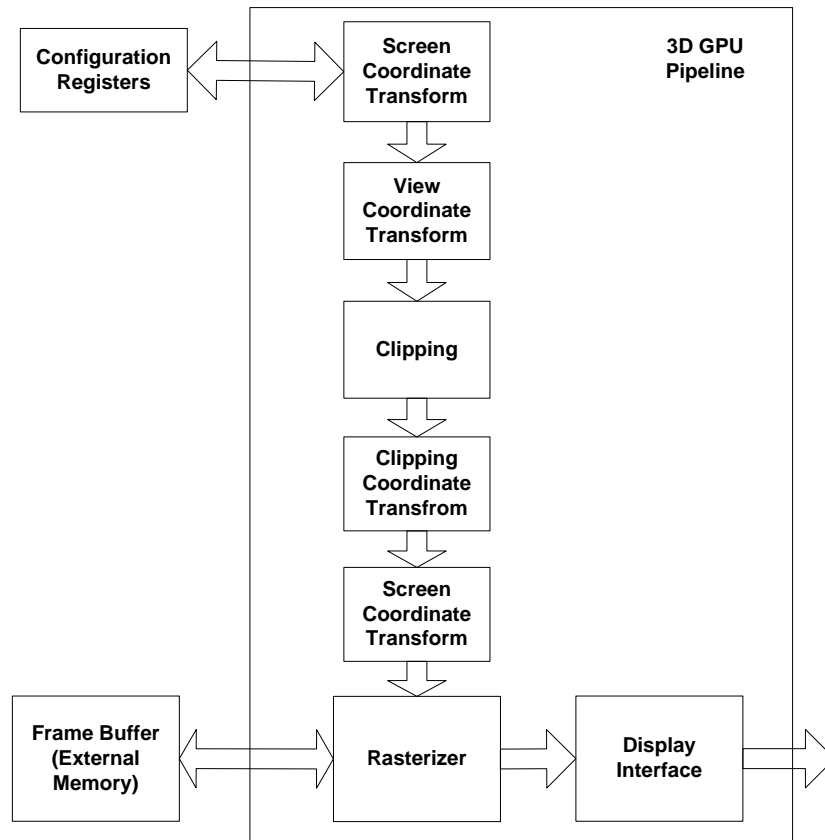 Configuration
Registers
Screen
Coordinate
Transform
3D GPU
Pipeline
View
Coordinate
Transform
Clipping
Clipping
Coordinate
Transfrom
Screen
Coordinate
Transform
Frame Buffer
(External
Memory)
Rasterizer
Display
Interface